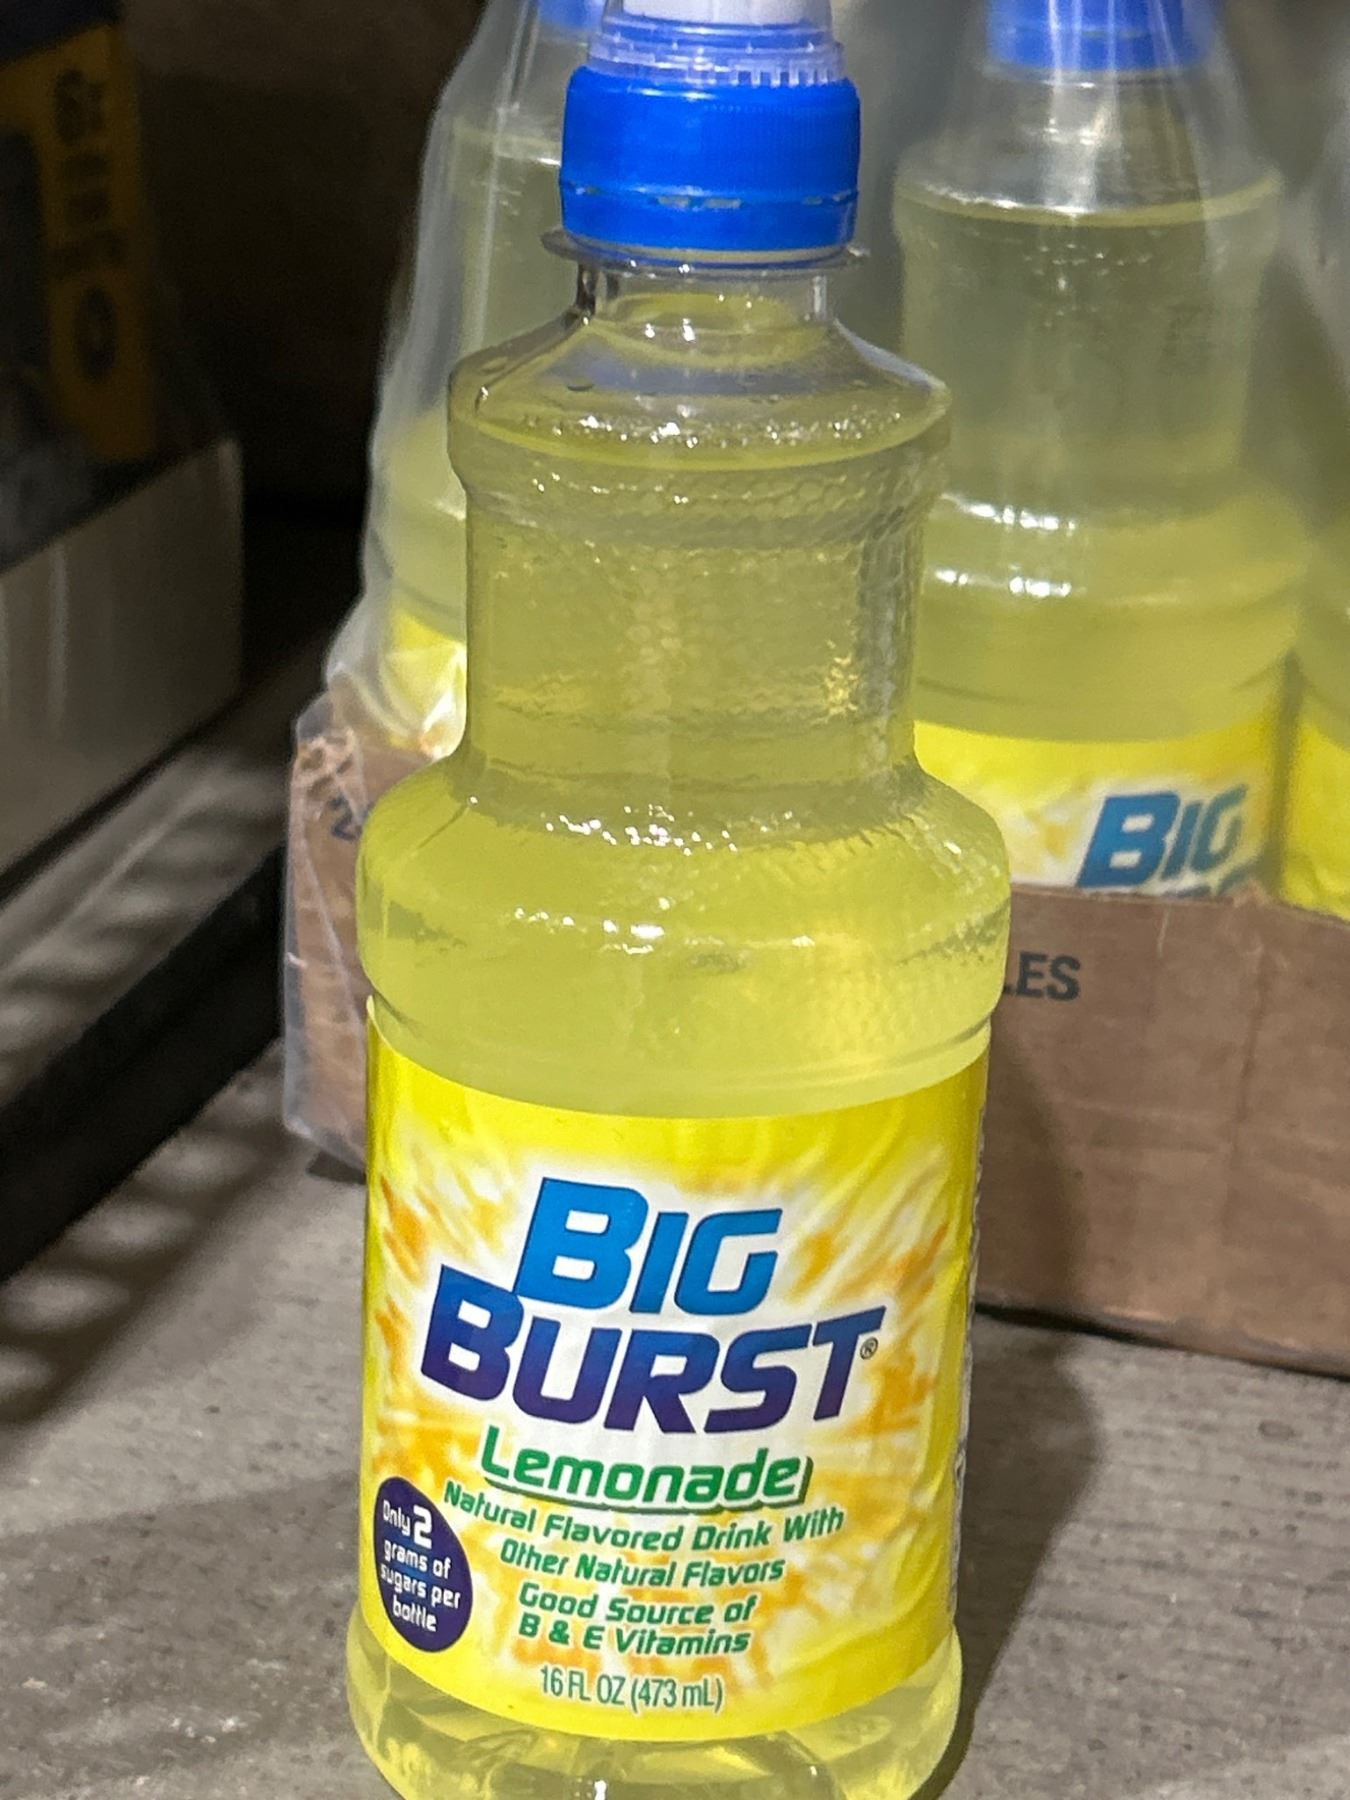 BIG
BURST®
Lemonade
Natural Flavored Drink With
Other Natural Flavors
Good Source of
B & E Vitamins
16 FL OZ (473 mL)
Only 2
grams of
sugars per
bottle
BIG
LES